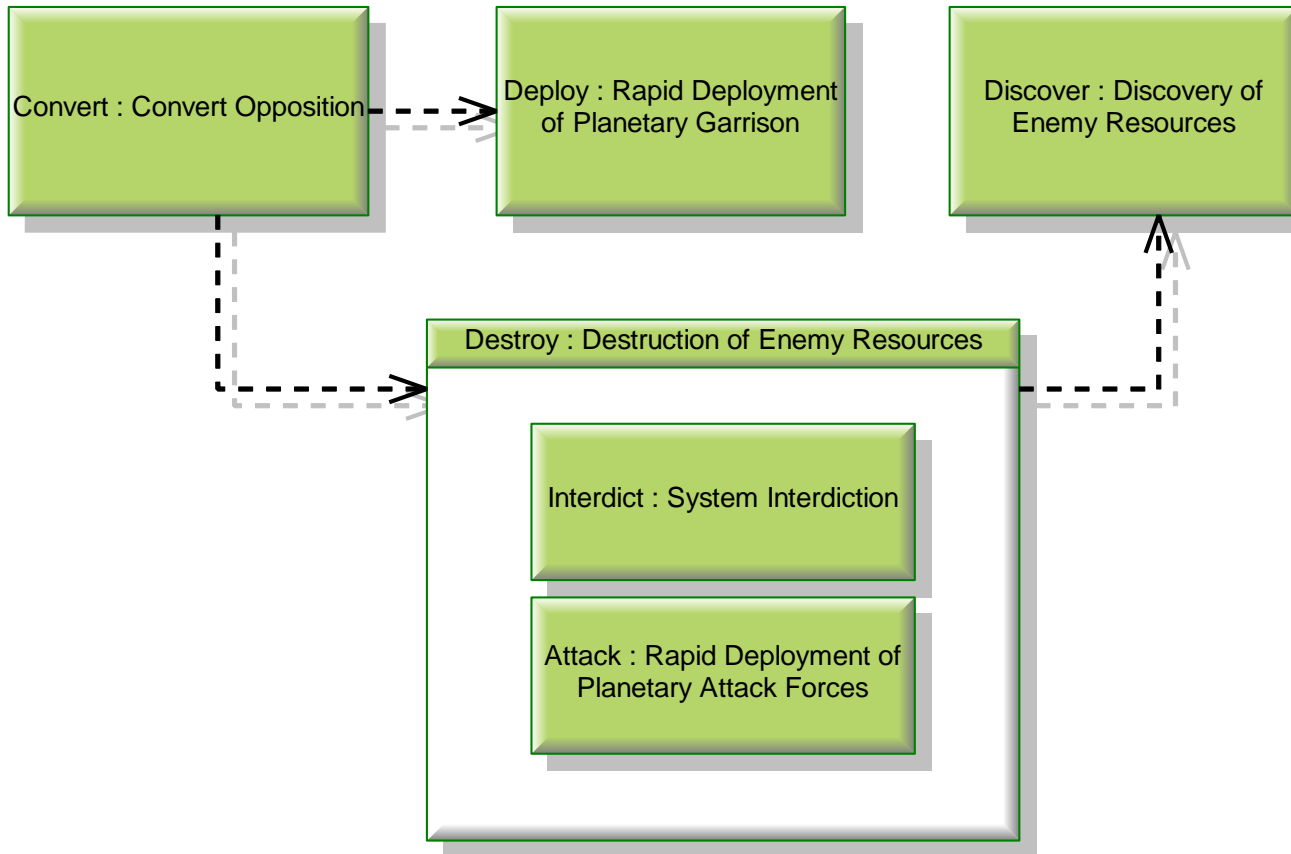 Convert : Convert Opposition
Deploy : Rapid Deployment
of Planetary Garrison
Discover : Discovery of
Enemy Resources
Destroy : Destruction of Enemy Resources
Interdict : System Interdiction
Attack : Rapid Deployment of
Planetary Attack Forces